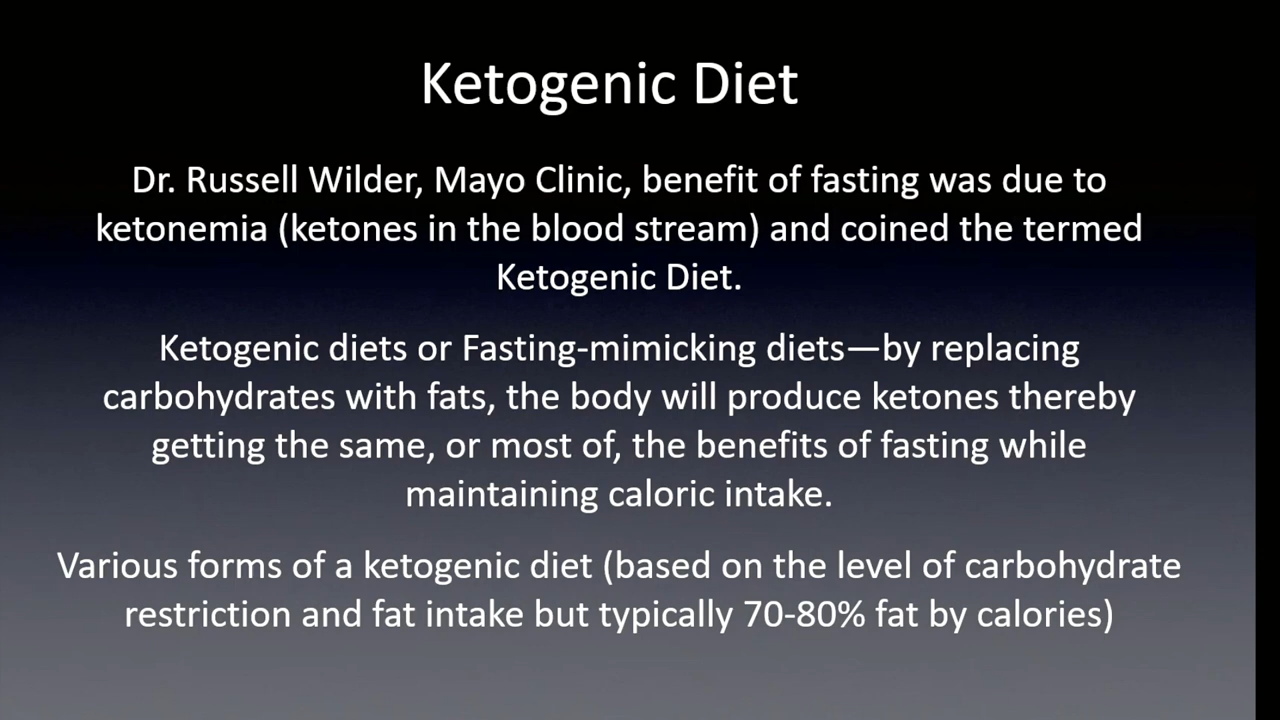 Ketogenic Diet
Dr. Russell Wilder, Mayo Clinic, benefit of fasting was due to
ketonemia (ketones in the blood stream) and coined the termed
Ketogenic Diet.
Ketogenic diets or Fasting-mimicking diets—by replacing
carbohydrates with fats, the body will produce ketones thereby
getting the same, or most of, the benefits of fasting while
maintaining caloric intake.
Various forms of a ketogenic diet (based on the level of carbohydrate
restriction and fat intake but typically 70-80% fat by calories)